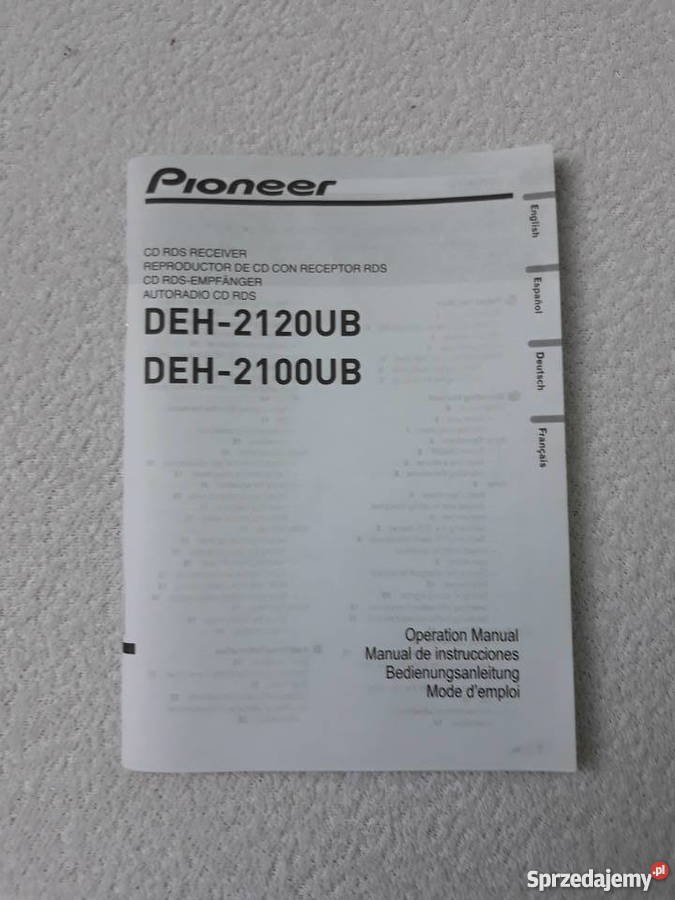 Pioneer
English
Español
Deutsch
Français
CD RDS RECEIVER
REPRODUCTOR DE CD CON RECEPTOR RDS
CD RDS-EMPFÄNGER
AUTORADIO CD RDS
DEH-2120UB
DEH-2100UB
Operation Manual
Manual de instrucciones
Bedienungsanleitung
Mode d'emploi
Sprzedajemy.pl